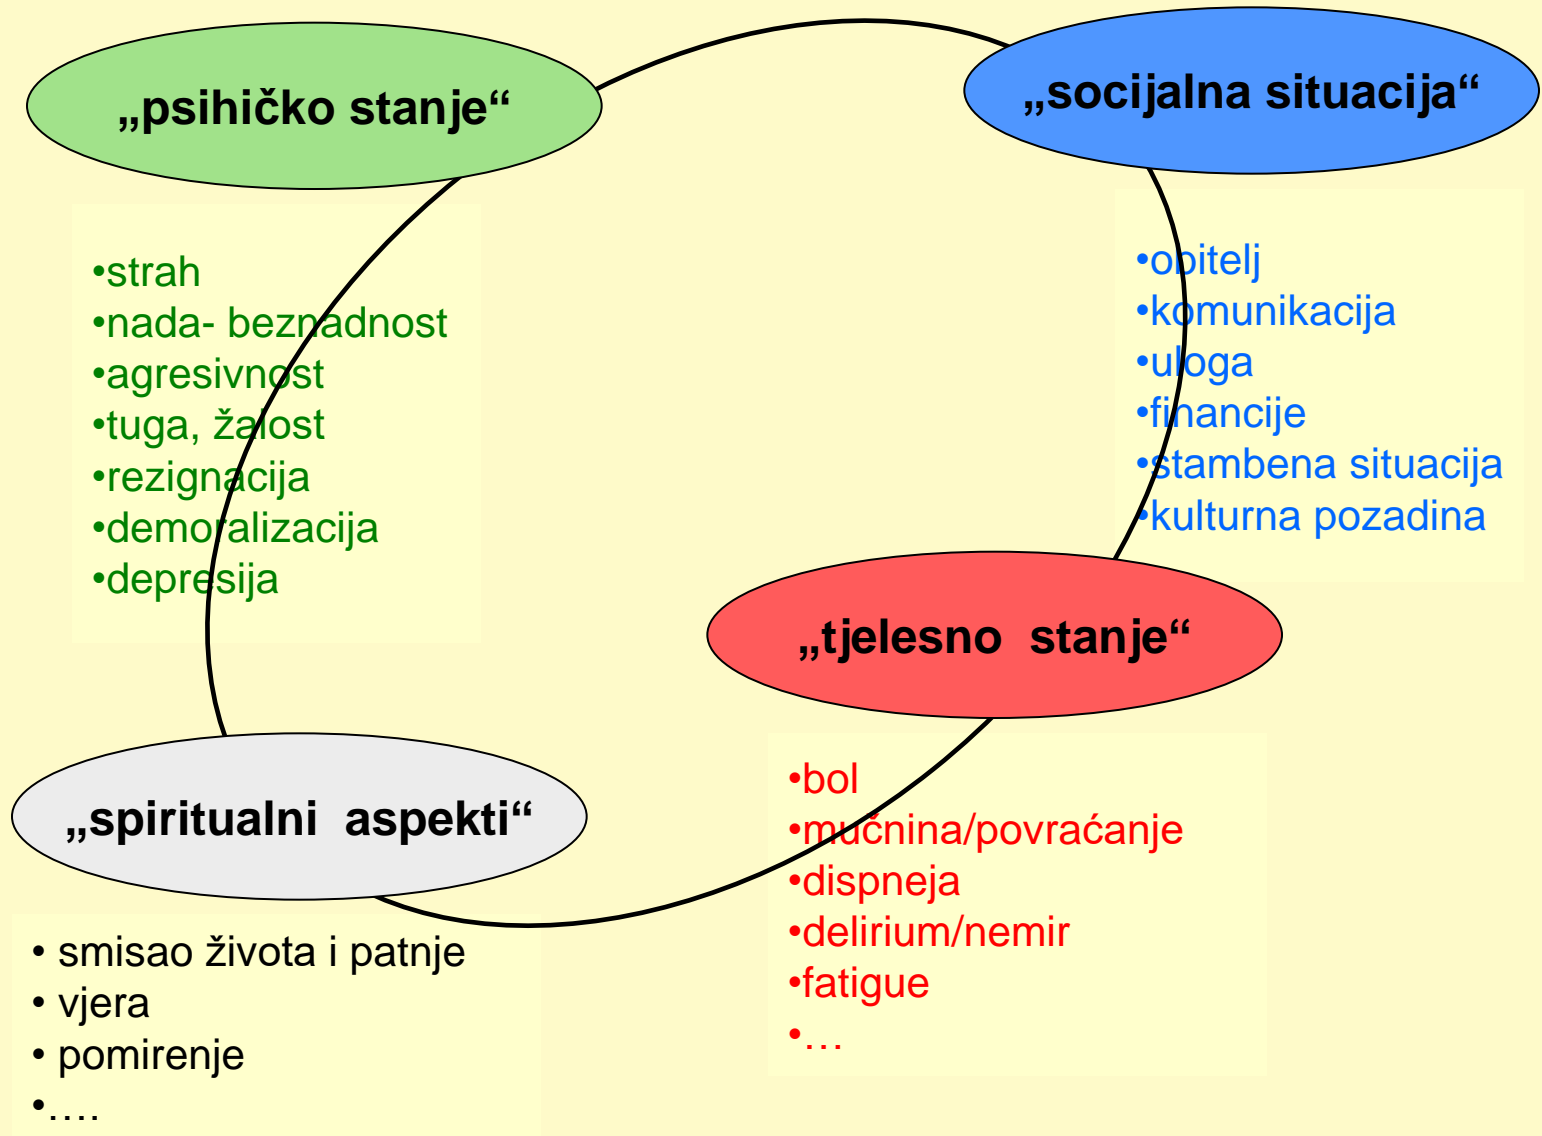 „psihičko stanje“
•strah
•nada- beznadnost
•agresivnost
•tuga, žalost
•rezignacija
•demoralizacija
•depresija
„socijalna situacija“
•obitelj
•komunikacija
•uloga
•financije
•stambena situacija
•kulturna pozadina
„tjelesno stanje“
•bol
•mučnina/povraćanje
•dispneja
•delirium/nemir
•fatigue
•…
„spiritualni aspekti“
• smisao života i patnje
• vjera
• pomirenje
•….